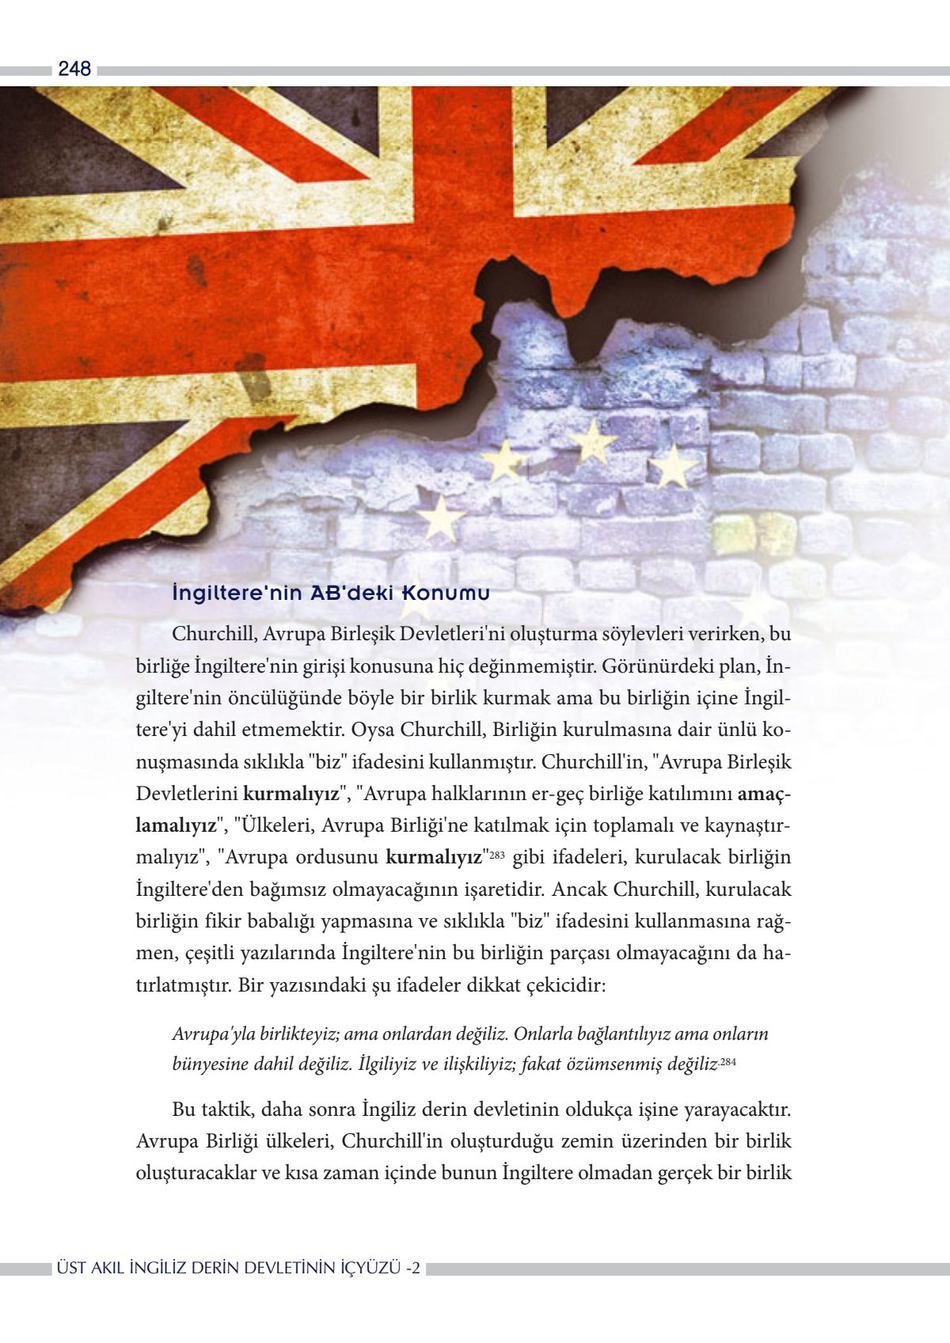 248
İngiltere'nin AB'deki Konumu
Churchill, Avrupa Birleşik Devletleri'ni oluşturma söylevleri verirken, bu
birliğe İngiltere'nin girişi konusuna hiç değinmemiştir. Görünürdeki plan, İn-
giltere'nin öncülüğünde böyle bir birlik kurmak ama bu birliğin içine İngil-
tere'yi dahil etmemektir. Oysa Churchill, Birliğin kurulmasına dair ünlü ko-
nuşmasında sıklıkla "biz" ifadesini kullanmıştır. Churchill'in, "Avrupa Birleşik
Devletlerini kurmalıyız", "Avrupa halklarının er-geç birliğe katılımını amaç-
lamalıyız", "Ülkeleri, Avrupa Birliği'ne katılmak için toplamalı ve kaynaştır-
malıyız", "Avrupa ordusunu kurmalıyız"283 gibi ifadeleri, kurulacak birliğin
İngiltere'den bağımsız olmayacağının işaretidir. Ancak Churchill, kurulacak
birliğin fikir babalığı yapmasına ve sıklıkla "biz" ifadesini kullanmasına rağ-
men, çeşitli yazılarında İngiltere'nin bu birliğin parçası olmayacağını da ha-
tırlatmıştır. Bir yazısındaki şu ifadeler dikkat çekicidir:
Avrupa'yla birlikteyiz; ama onlardan değiliz. Onlarla bağlantılıyız ama onların
bünyesine dahil değiliz. İlgiliyiz ve ilişkiliyiz; fakat özümsenmiş değiliz.284
Bu taktik, daha sonra İngiliz derin devletinin oldukça işine yarayacaktır.
Avrupa Birliği ülkeleri, Churchill'in oluşturduğu zemin üzerinden bir birlik
oluşturacaklar ve kısa zaman içinde bunun İngiltere olmadan gerçek bir birlik
ÜST AKIL İNGİLİZ DERİN DEVLETİNİN İÇYÜZÜ -2